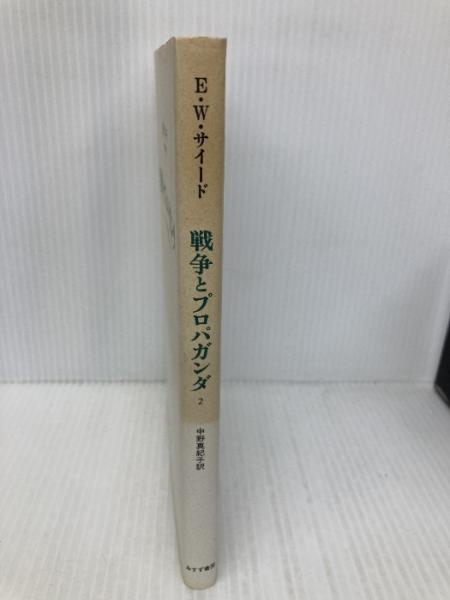 E・W・サイード
戦争とプロパガンダ
2
中野真紀子訳
みすず書房